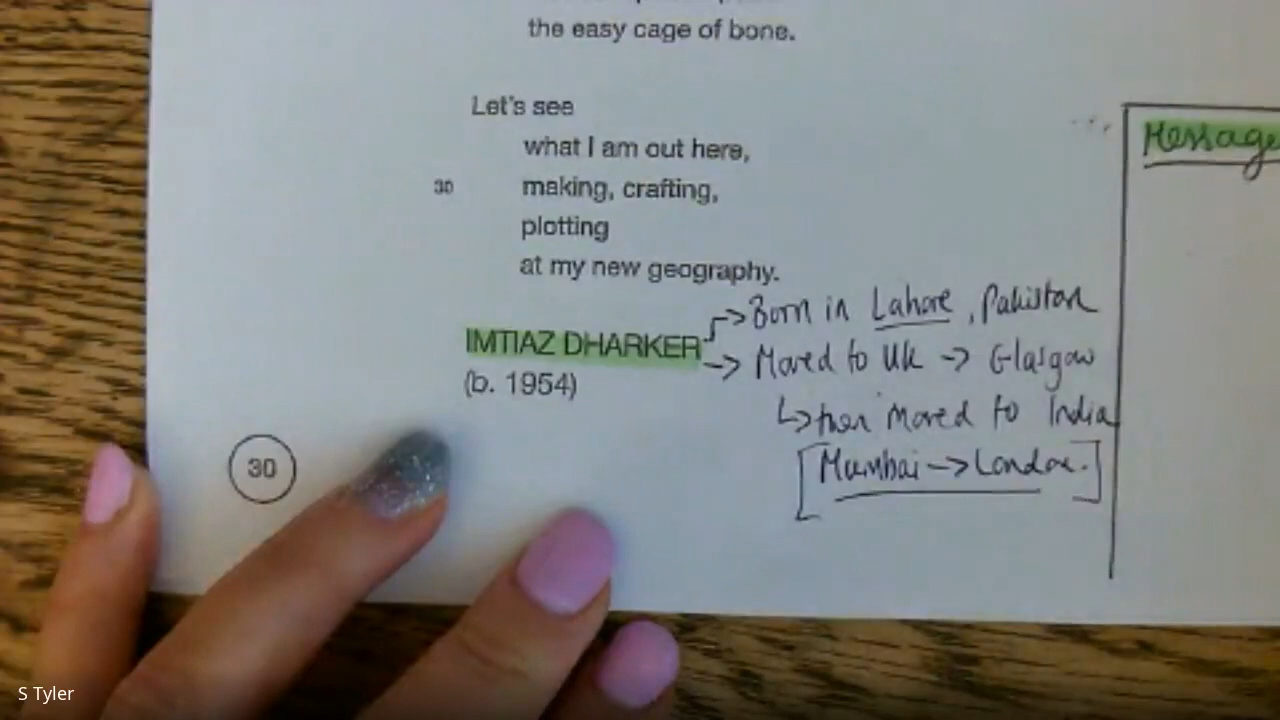 the easy cage of bone.
Let's see
what I am out here,
30 making, crafting,
plotting
at my new geography.
IMTIAZ DHARKER
(b. 1954)
→ Born in Lahore, Pakistan
→ Moved to UK → Glasgow
↳ then moved to India
[Mumbai → London.]
Message
30
S Tyler